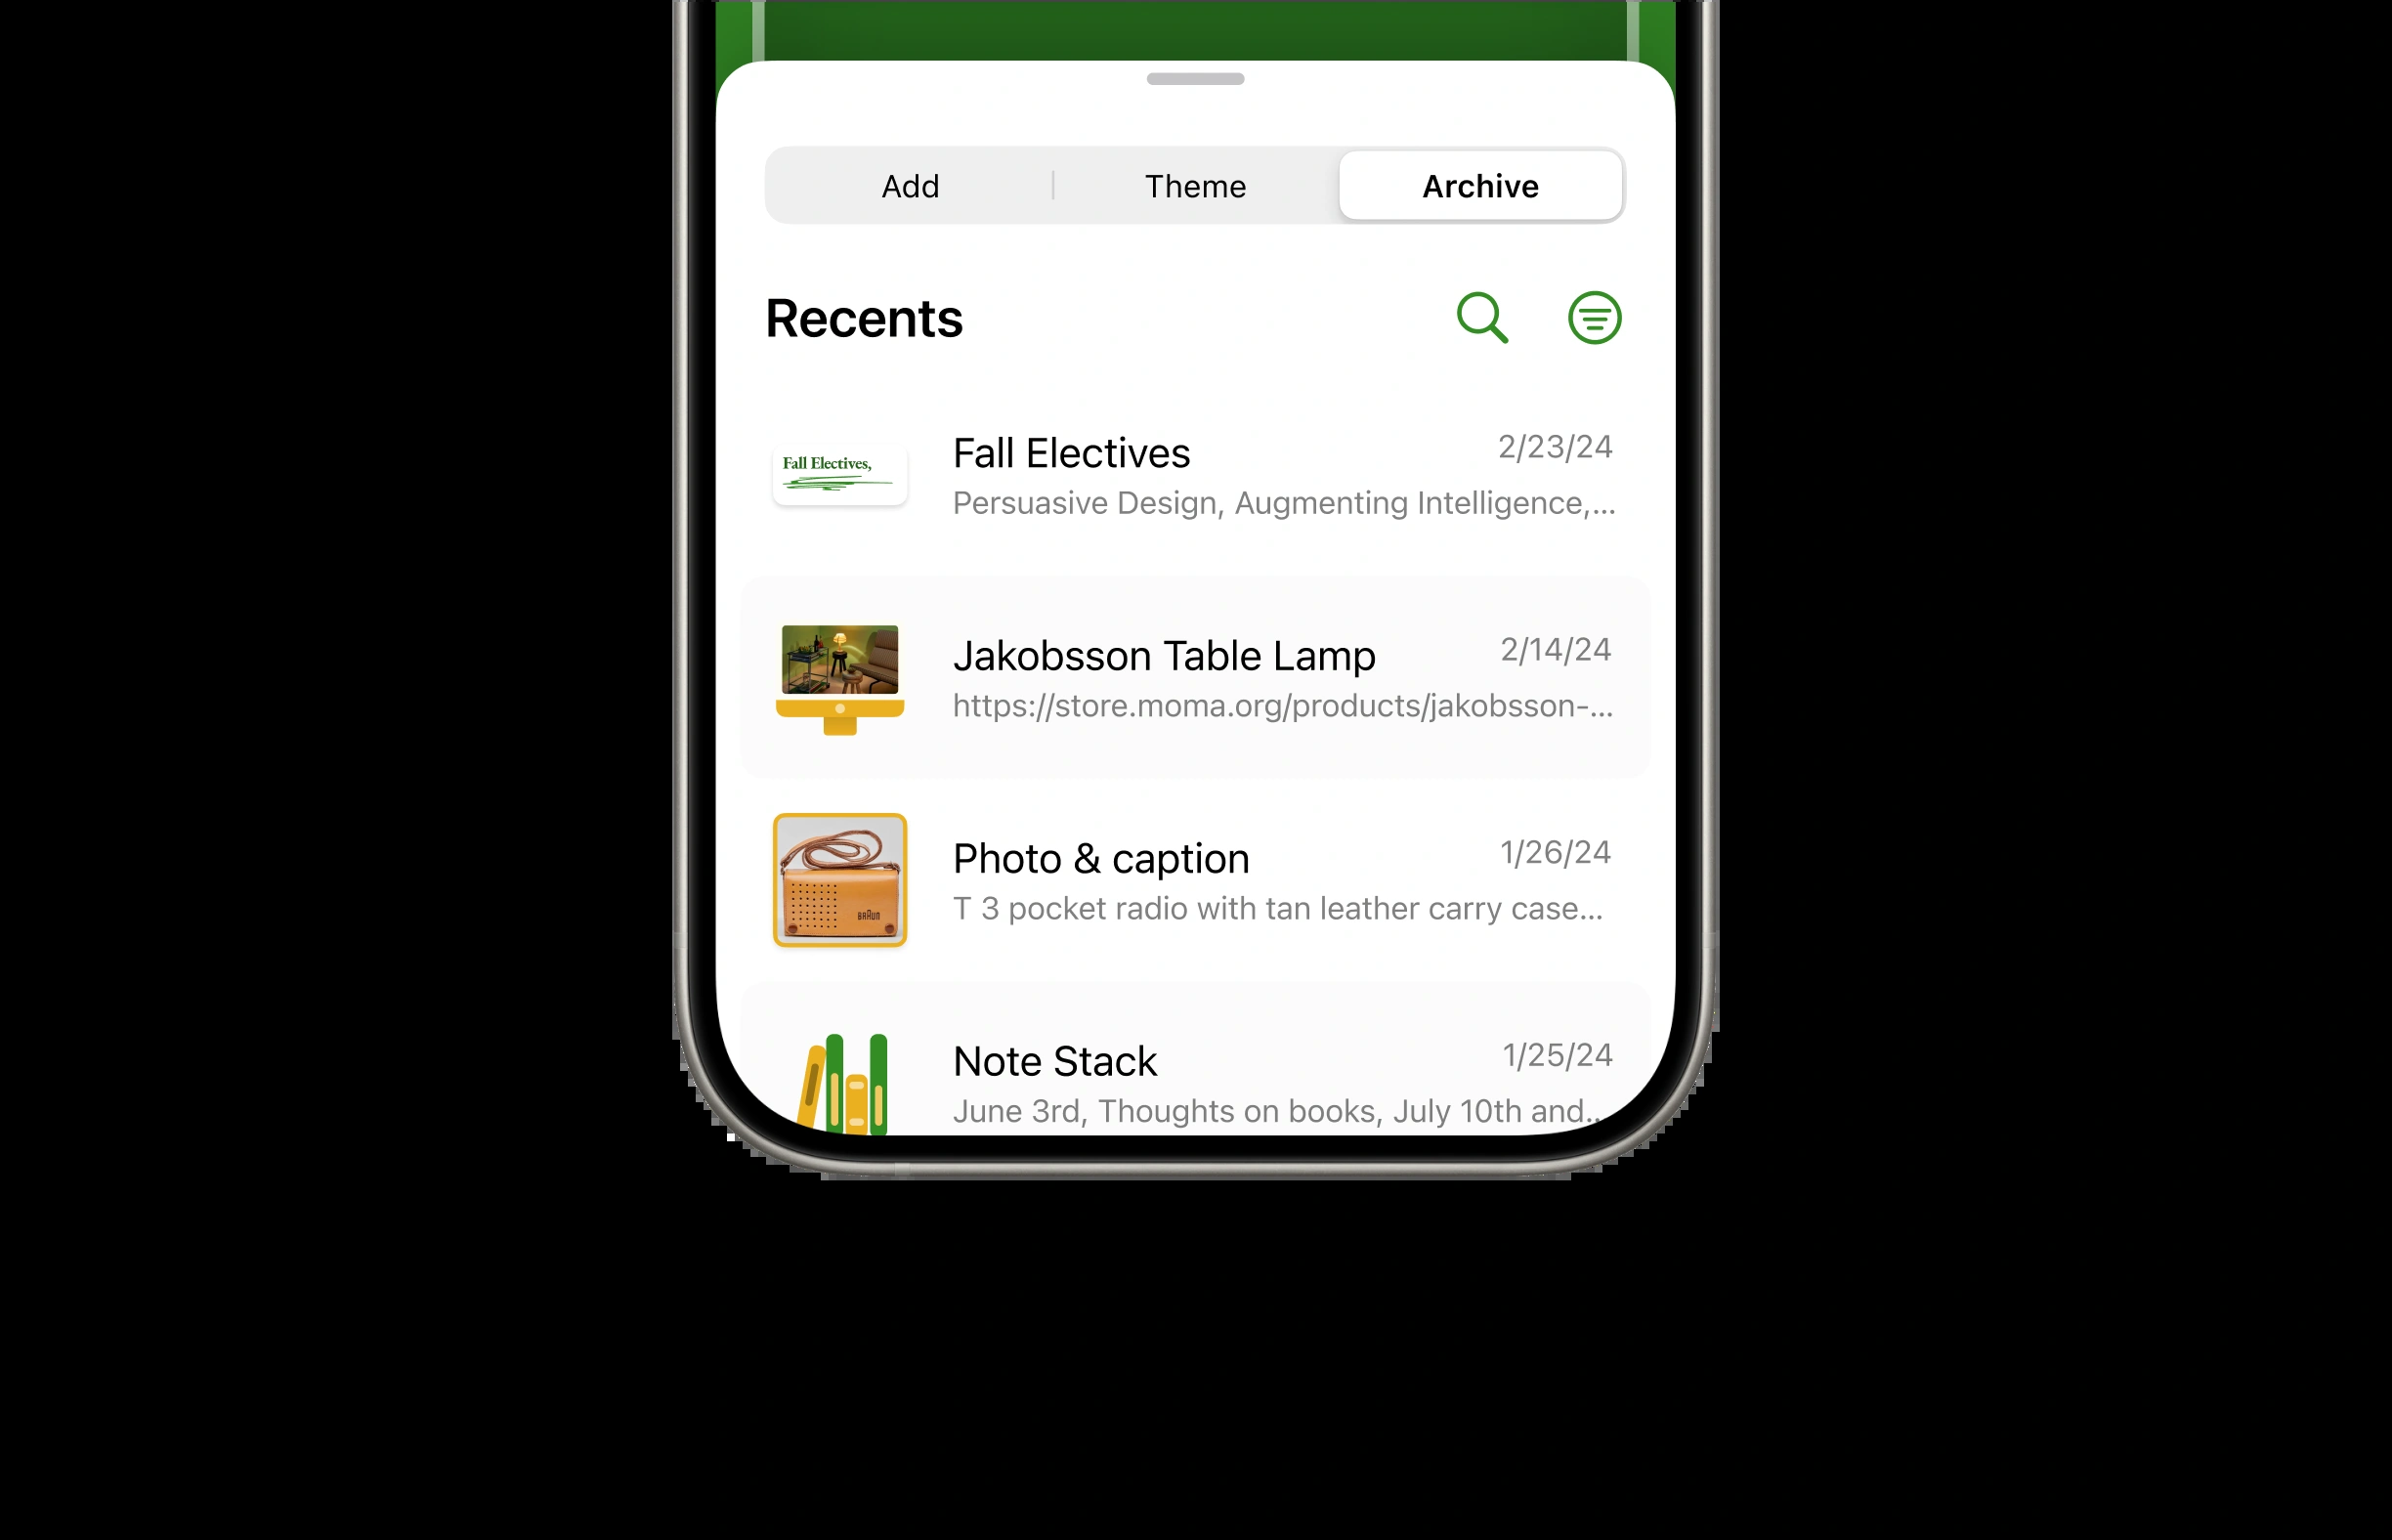 Add
Theme
Archive
Recents
Fall Electives,
Fall Electives
2/23/24
Persuasive Design, Augmenting Intelligence,...
Jakobsson Table Lamp
2/14/24
https://store.moma.org/products/jakobsson-...
BRAUN
Photo & caption
1/26/24
T 3 pocket radio with tan leather carry case...
Note Stack
1/25/24
June 3rd, Thoughts on books, July 10th and...